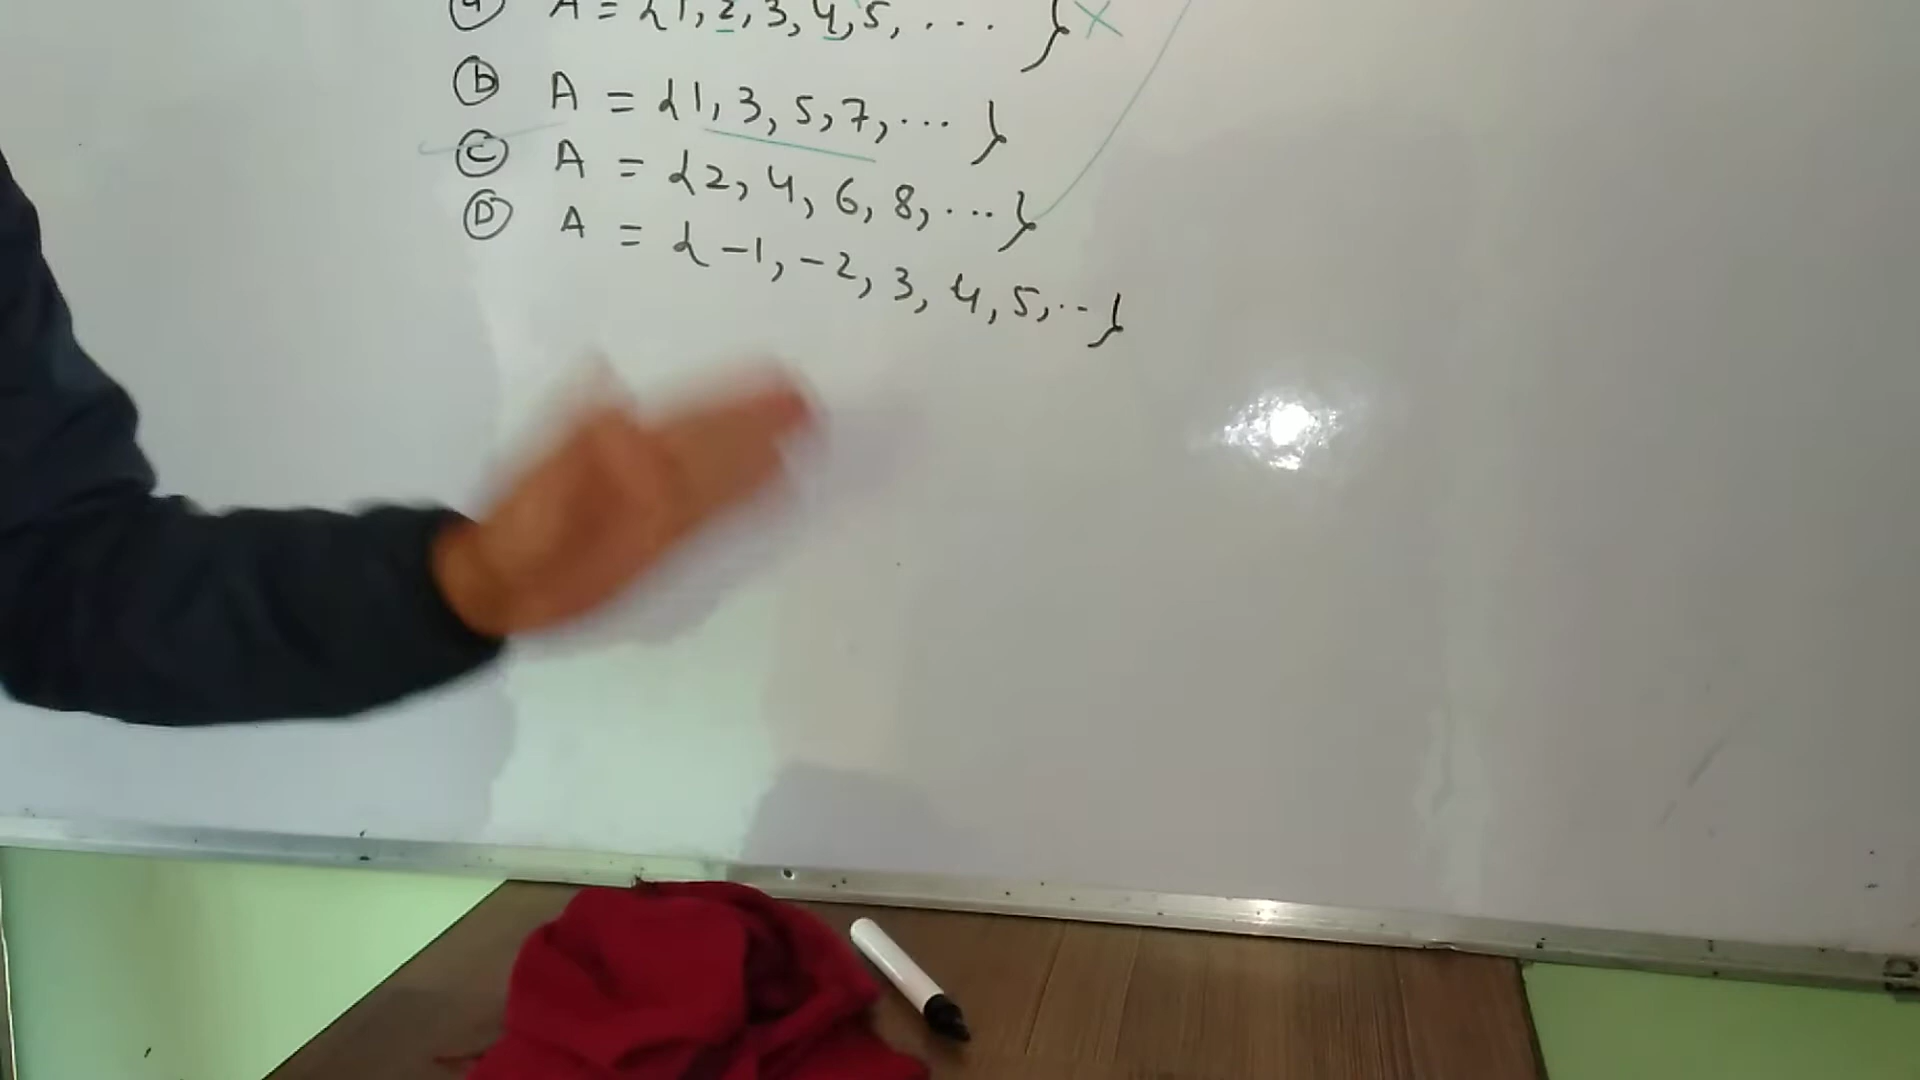 (a) A = {1, 2, 3, 4, 5, ... } ×
(b) A = {1, 3, 5, 7, ... }
(c) A = {2, 4, 6, 8, ... }
(D) A = {-1, -2, 3, 4, 5, .. }